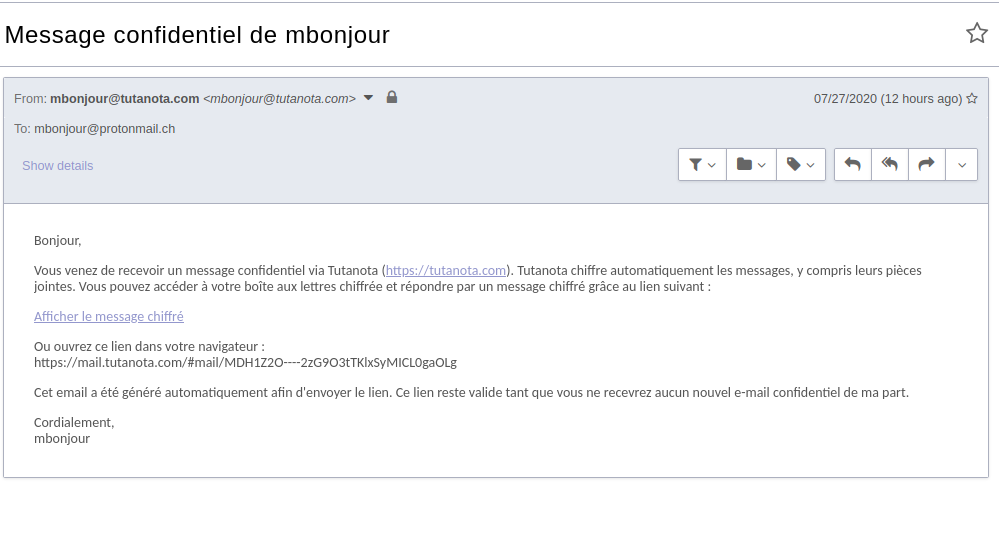 Message confidentiel de mbonjour
From: mbonjour@tutanota.com <mbonjour@tutanota.com>
07/27/2020 (12 hours ago)
To: mbonjour@protonmail.ch
Show details
Bonjour,
Vous venez de recevoir un message confidentiel via Tutanota (https://tutanota.com). Tutanota chiffre automatiquement les messages, y compris leurs pièces
jointes. Vous pouvez accéder à votre boîte aux lettres chiffrée et répondre par un message chiffré grâce au lien suivant :
Afficher le message chiffré
Ou ouvrez ce lien dans votre navigateur :
https://mail.tutanota.com/#mail/MDH1Z2O----2zG9O3tTKlxSyMICL0gaOLg
Cet email a été généré automatiquement afin d'envoyer le lien. Ce lien reste valide tant que vous ne recevrez aucun nouvel e-mail confidentiel de ma part.
Cordialement,
mbonjour